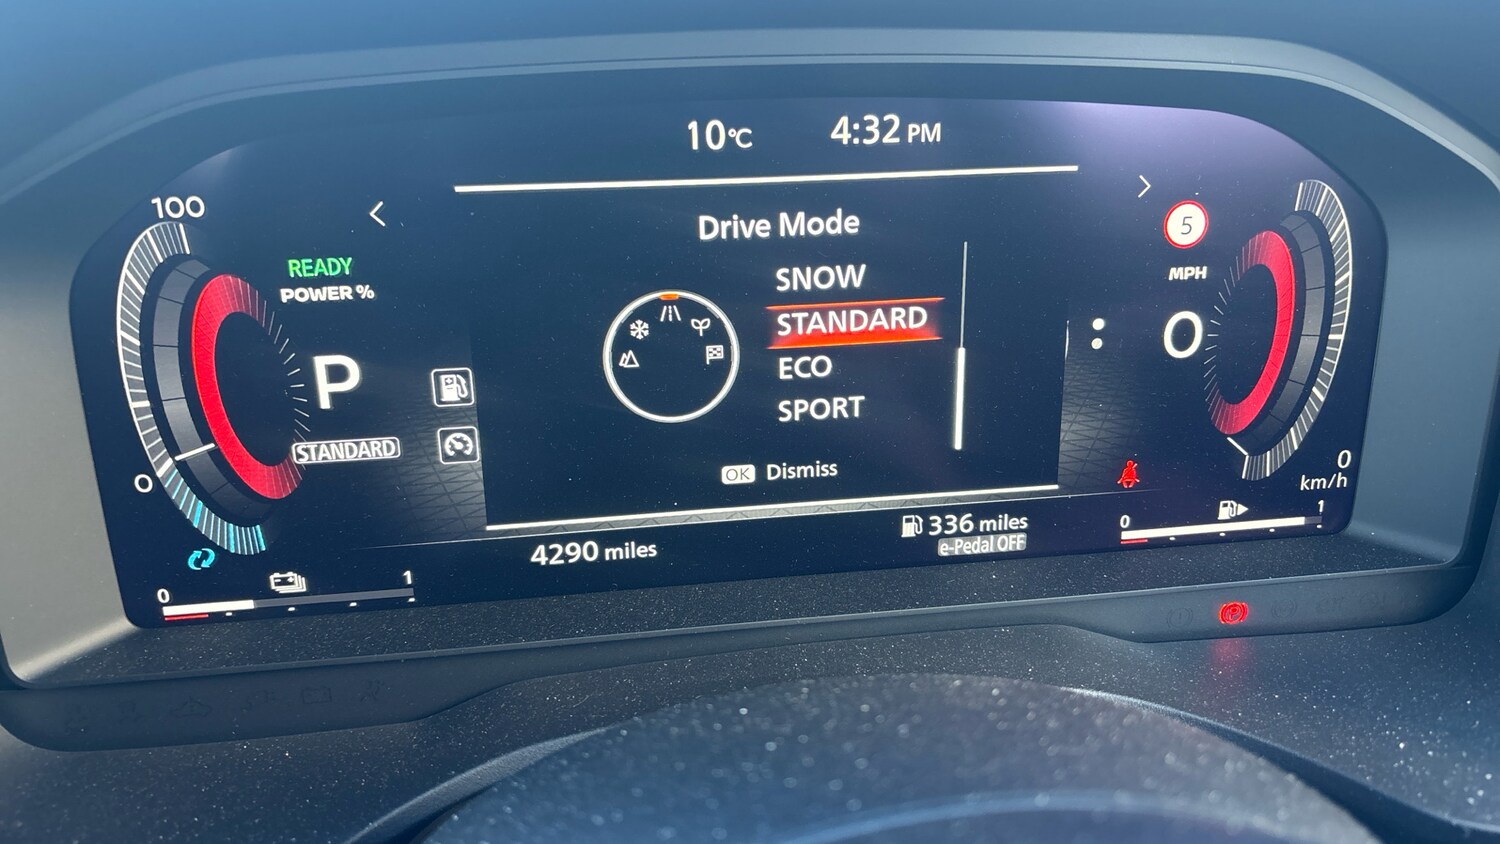 10°C 4:32 PM
100
Drive Mode
5
READY
POWER %
MPH
SNOW
STANDARD
ECO
SPORT
P
0
STANDARD
0
0
km/h
OK Dismiss
4290 miles
336 miles
e-Pedal OFF
0 1
0 1